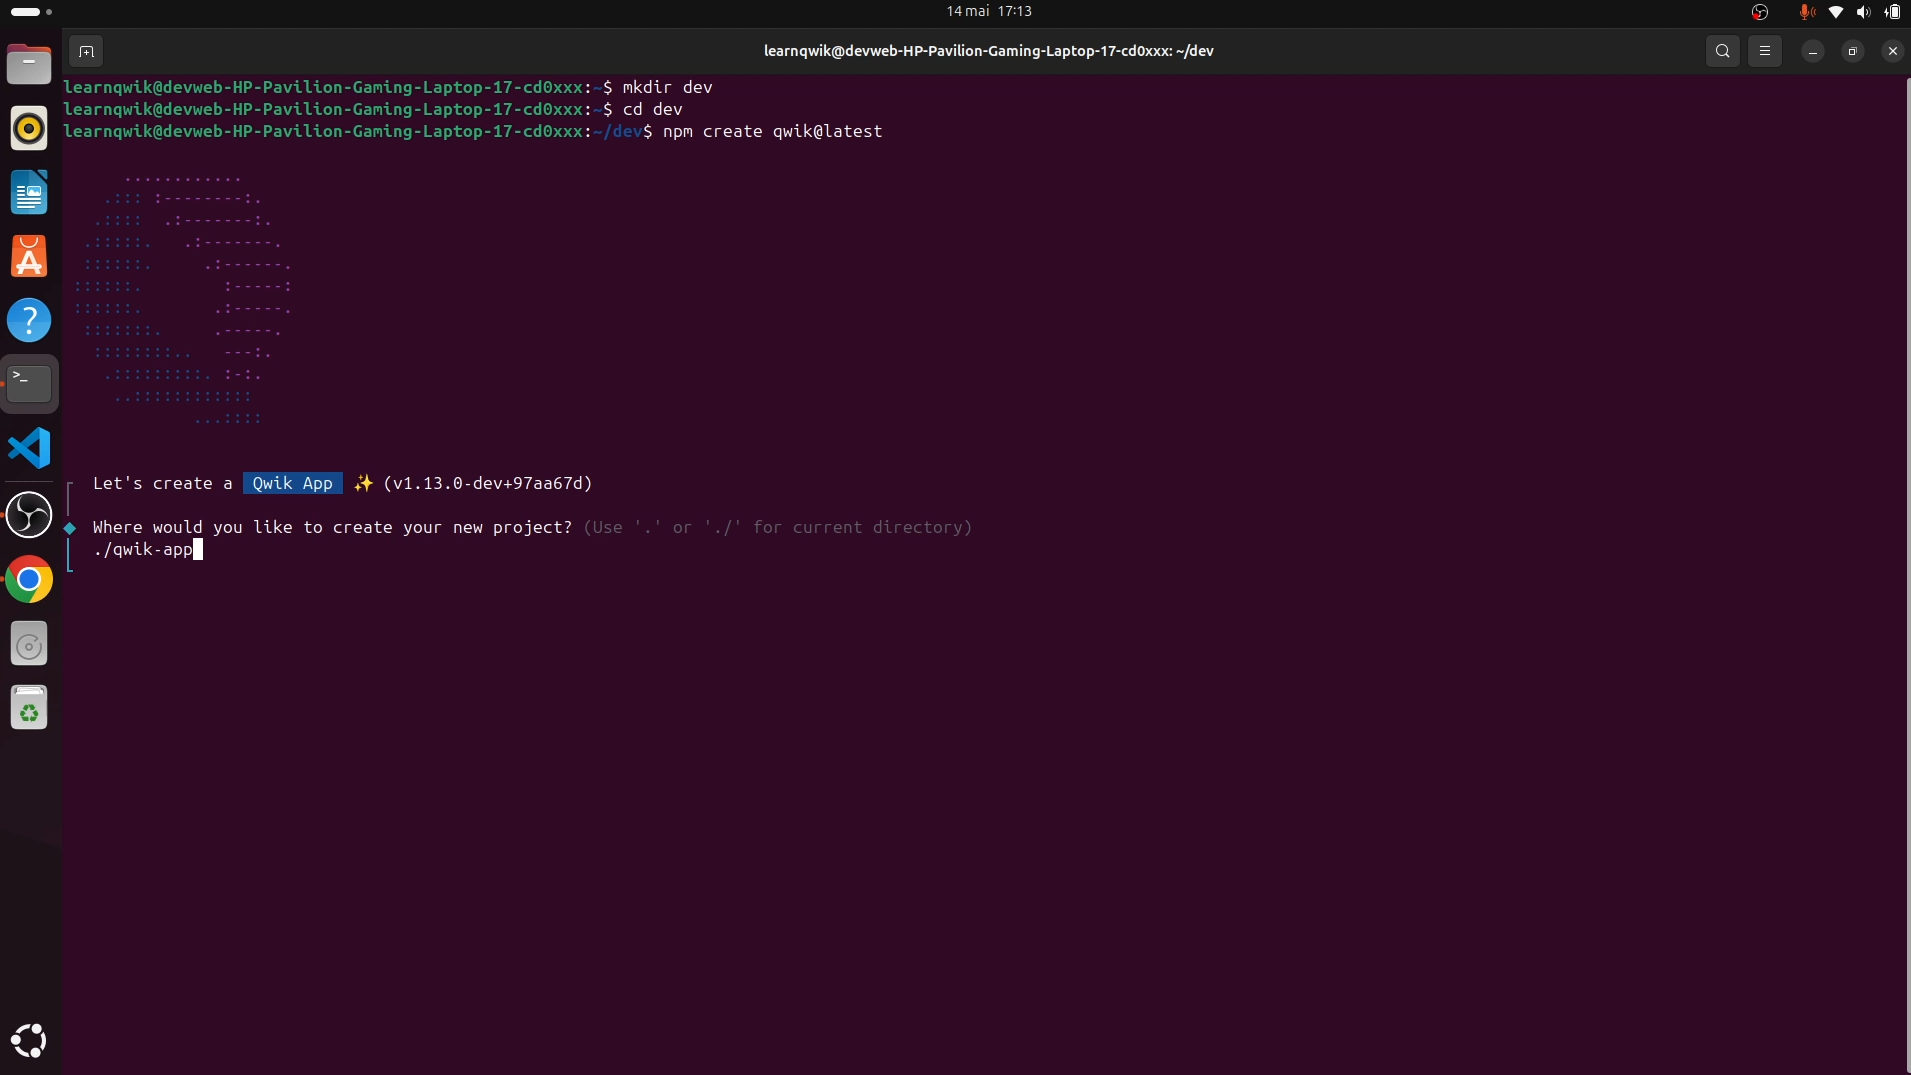 14 mai 17:13
learnqwik@devweb-HP-Pavilion-Gaming-Laptop-17-cd0xxx: ~/dev
learnqwik@devweb-HP-Pavilion-Gaming-Laptop-17-cd0xxx:~$ mkdir dev
learnqwik@devweb-HP-Pavilion-Gaming-Laptop-17-cd0xxx:~$ cd dev
learnqwik@devweb-HP-Pavilion-Gaming-Laptop-17-cd0xxx:~/dev$ npm create qwik@latest
Let's create a Qwik App ✨ (v1.13.0-dev+97aa67d)
Where would you like to create your new project? (Use '.' or './' for current directory)
./qwik-app